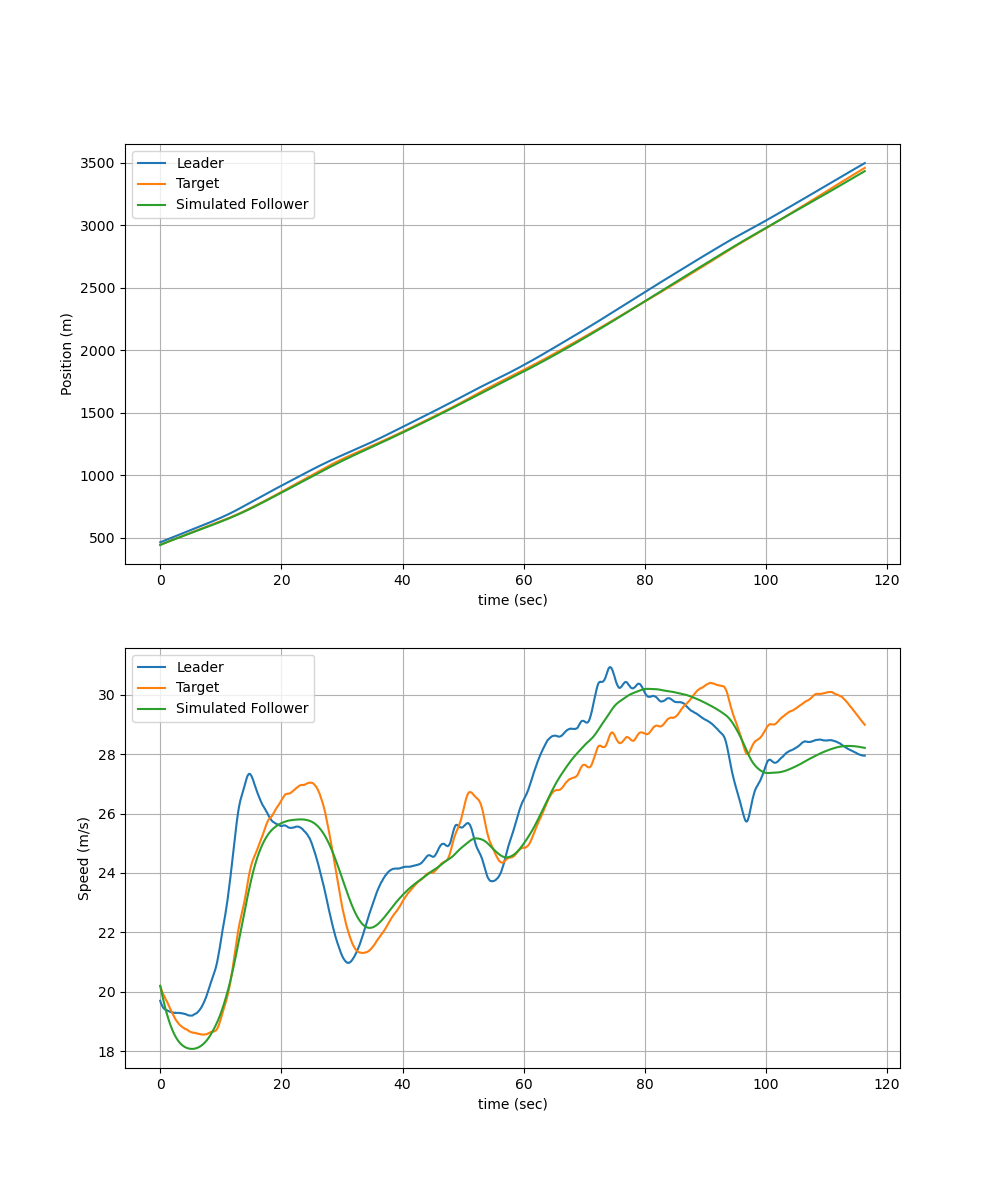 Leader
Target
Simulated Follower
3500
3000
2500
2000
1500
1000
500
Position (m)
0 20 40 60 80 100 120
time (sec)
Leader
Target
Simulated Follower
30
28
26
24
22
20
18
Speed (m/s)
0 20 40 60 80 100 120
time (sec)